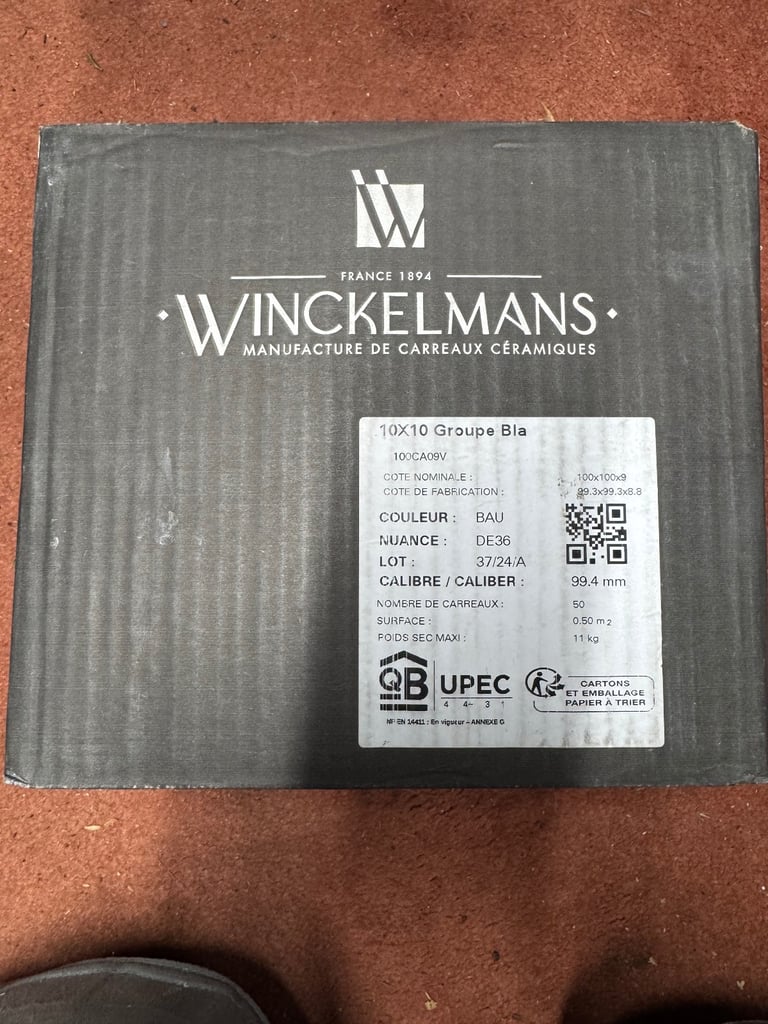 W
FRANCE 1894
WINCKELMANS
MANUFACTURE DE CARREAUX CÉRAMIQUES
10X10 Groupe BIa
100CA09V
COTE NOMINALE : 100x100x9
COTE DE FABRICATION : 99.3x99.3x8.8
COULEUR : BAU
NUANCE : DE36
LOT : 37/24/A
CALIBRE / CALIBER : 99.4 mm
NOMBRE DE CARREAUX : 50
SURFACE : 0.50 m2
POIDS SEC MAXI : 11 kg
QB UPEC
4 4- 3 1
CARTONS
ET EMBALLAGE
PAPIER À TRIER
NF-EN 14411 : En vigueur – ANNEXE G